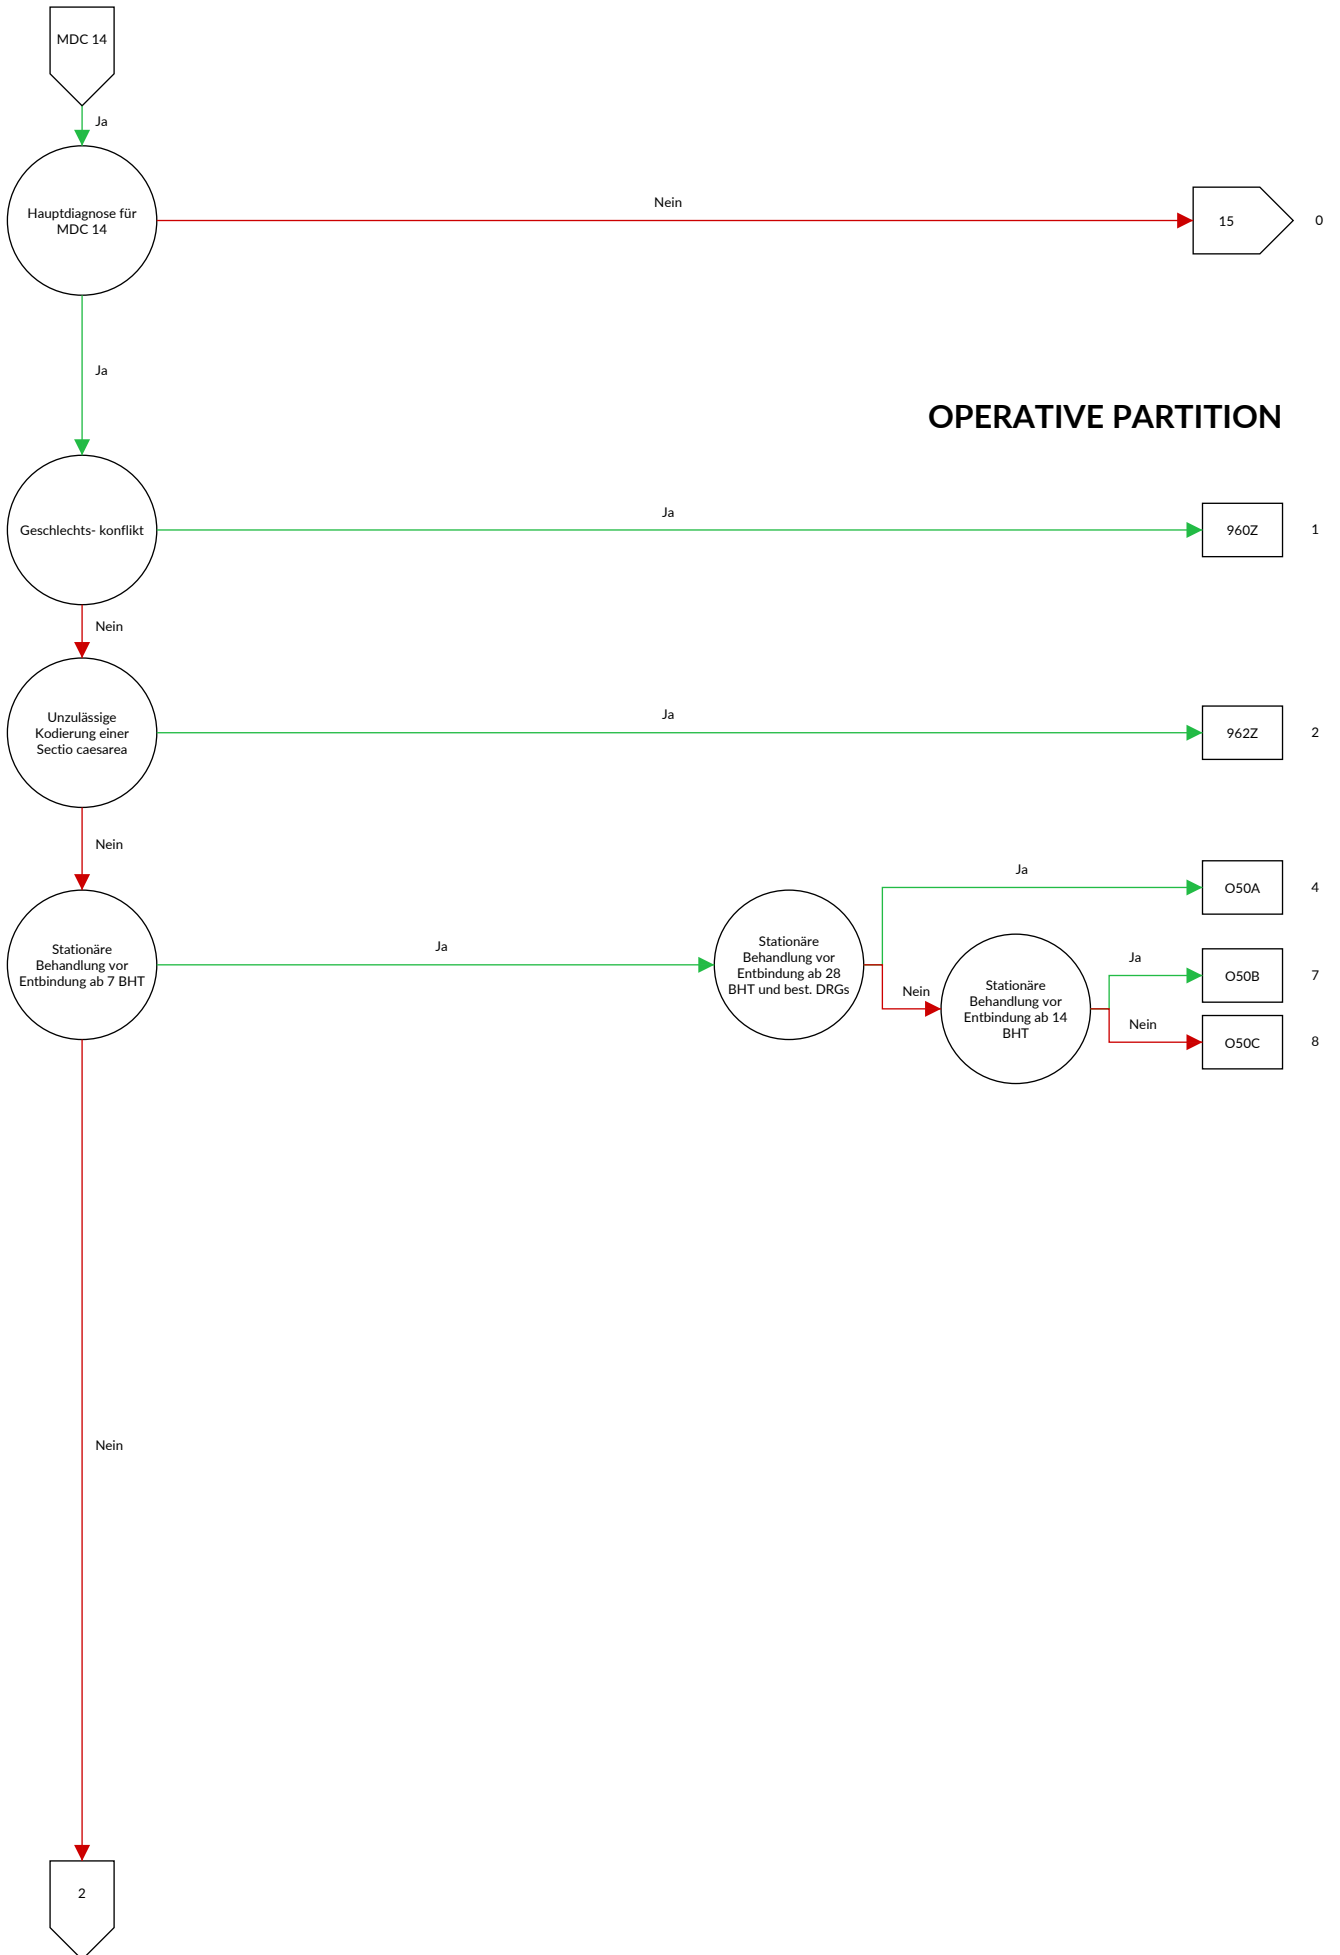 MDC 14
Ja
Hauptdiagnose für
MDC 14
Nein
15
0
Ja
OPERATIVE PARTITION
Geschlechts- konflikt
Ja
960Z
1
Nein
Unzulässige
Kodierung einer
Sectio caesarea
Ja
962Z
2
Nein
Stationäre
Behandlung vor
Entbindung ab 7 BHT
Ja
Stationäre
Behandlung vor
Entbindung ab 28
BHT und best. DRGs
Ja
O50A
4
Nein
Stationäre
Behandlung vor
Entbindung ab 14
BHT
Ja
O50B
7
Nein
O50C
8
Nein
2